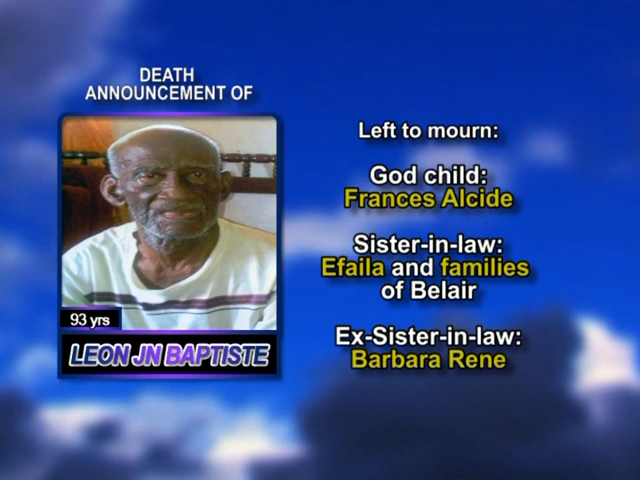 DEATH
ANNOUNCEMENT OF
93 yrs
LEON JN BAPTISTE
Left to mourn:
God child:
Frances Alcide
Sister-in-law:
Efaila and families
of Belair
Ex-Sister-in-law:
Barbara Rene